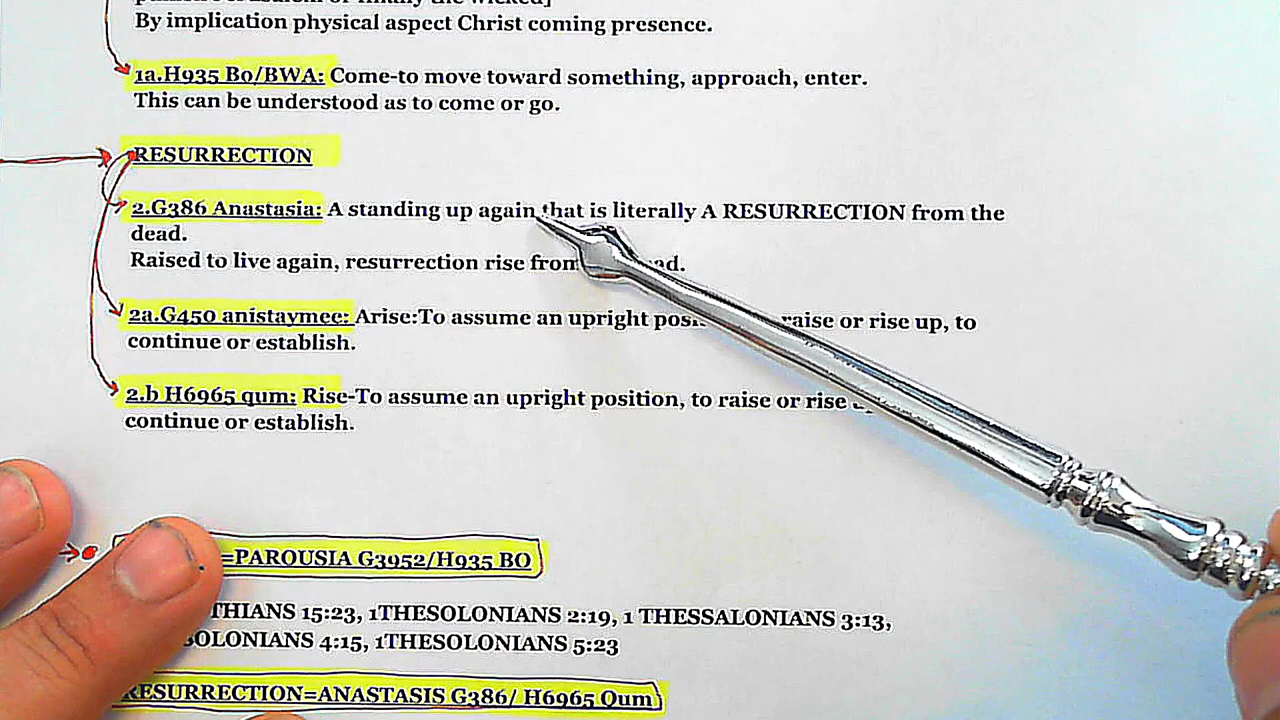 By implication physical aspect Christ coming presence.
1a.H935 Bo/BWA: Come-to move toward something, approach, enter.
This can be understood as to come or go.
RESURRECTION
2.G386 Anastasia: A standing up again that is literally A RESURRECTION from the
dead.
Raised to live again, resurrection rise from
2a.G450 anistaymee: Arise:To assume an upright raise or rise up, to
continue or establish.
2.b H6965 qum: Rise-To assume an upright position, to raise or rise
continue or establish.
=PAROUSIA G3952/H935 BO
15:23, 1THESOLONIANS 2:19, 1 THESSALONIANS 3:13,
4:15, 1THESOLONIANS 5:23
RESURRECTION=ANASTASIS G386/ H6965 Qum